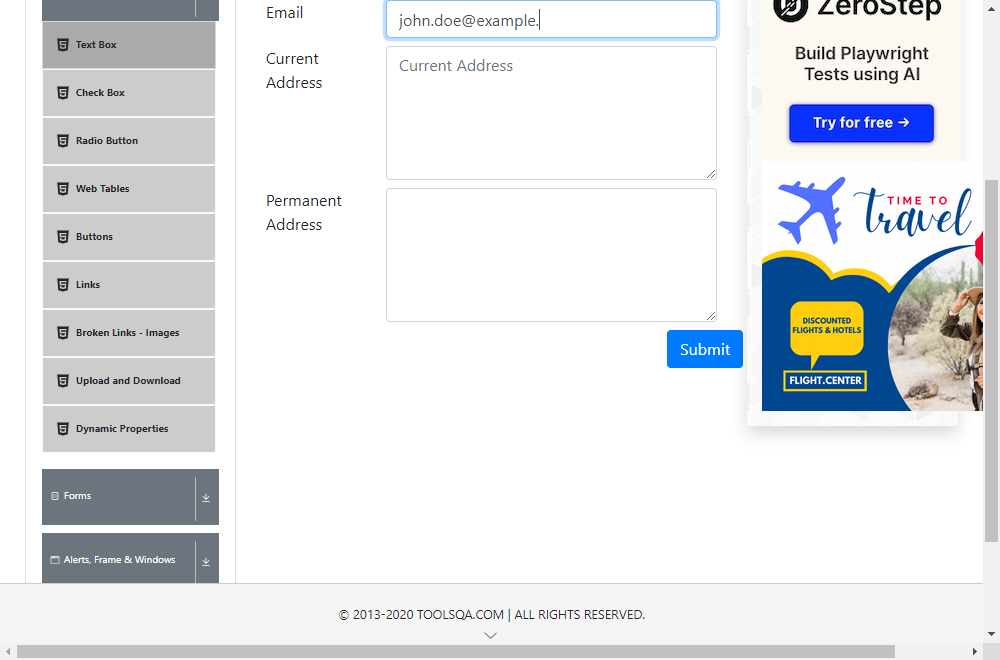 Email
john.doe@example.
Current
Address
Current Address
Permanent
Address
Submit
Text Box
Check Box
Radio Button
Web Tables
Buttons
Links
Broken Links - Images
Upload and Download
Dynamic Properties
Forms
Alerts, Frame & Windows
ZeroStep
Build Playwright
Tests using AI
Try for free →
TIME TO
travel
DISCOUNTED
FLIGHTS & HOTELS
FLIGHT.CENTER
© 2013-2020 TOOLSQA.COM | ALL RIGHTS RESERVED.